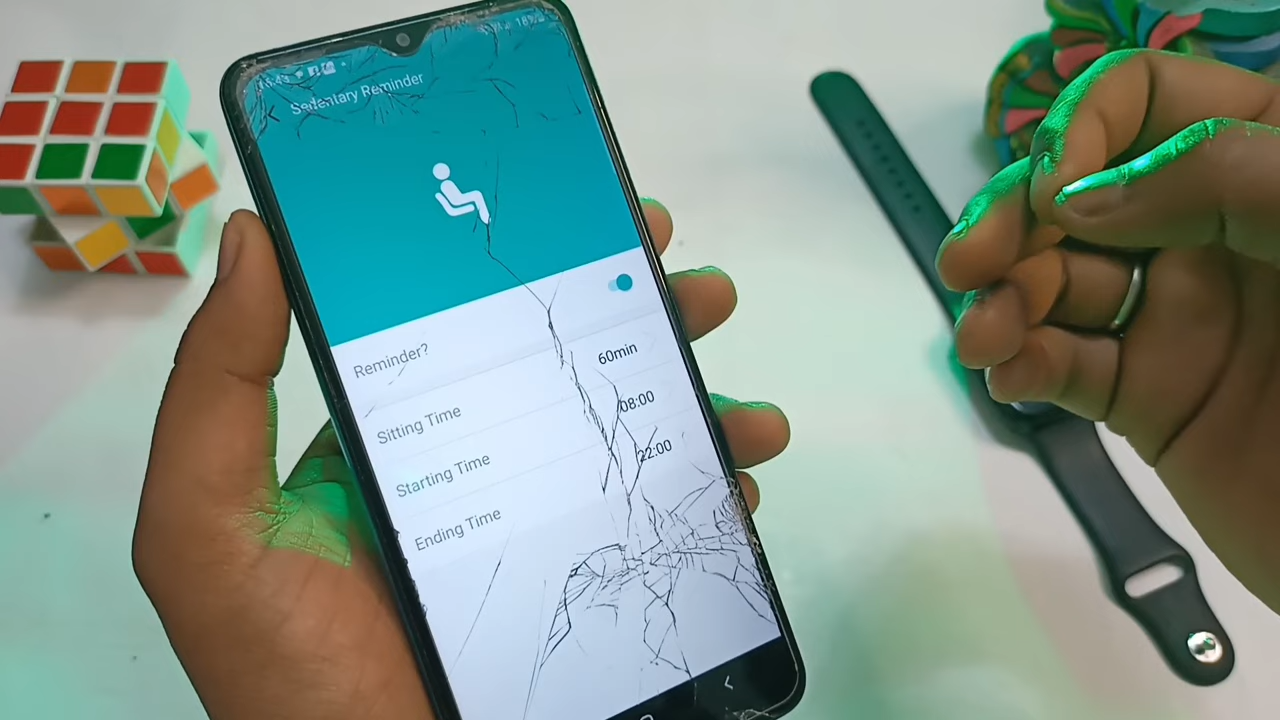 Sedentary Reminder
Reminder?
Sitting Time 60min
Starting Time 08:00
Ending Time 22:00